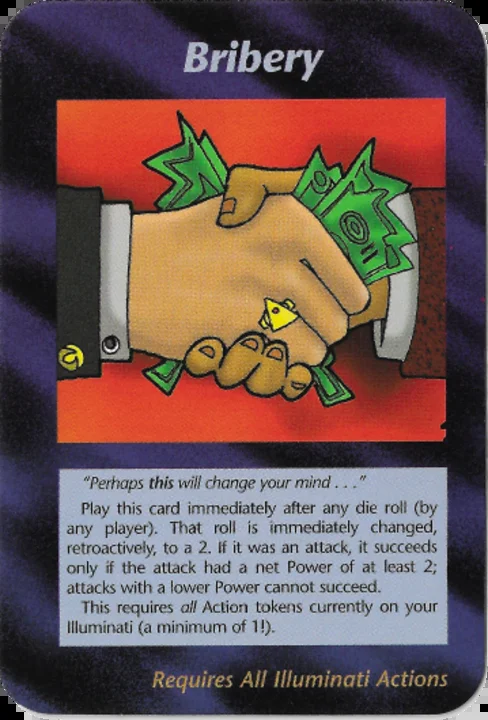 Bribery
"Perhaps this will change your mind . . ."
Play this card immediately after any die roll (by
any player). That roll is immediately changed,
retroactively, to a 2. If it was an attack, it succeeds
only if the attack had a net Power of at least 2;
attacks with a lower Power cannot succeed.
This requires all Action tokens currently on your
Illuminati (a minimum of 1!).
Requires All Illuminati Actions